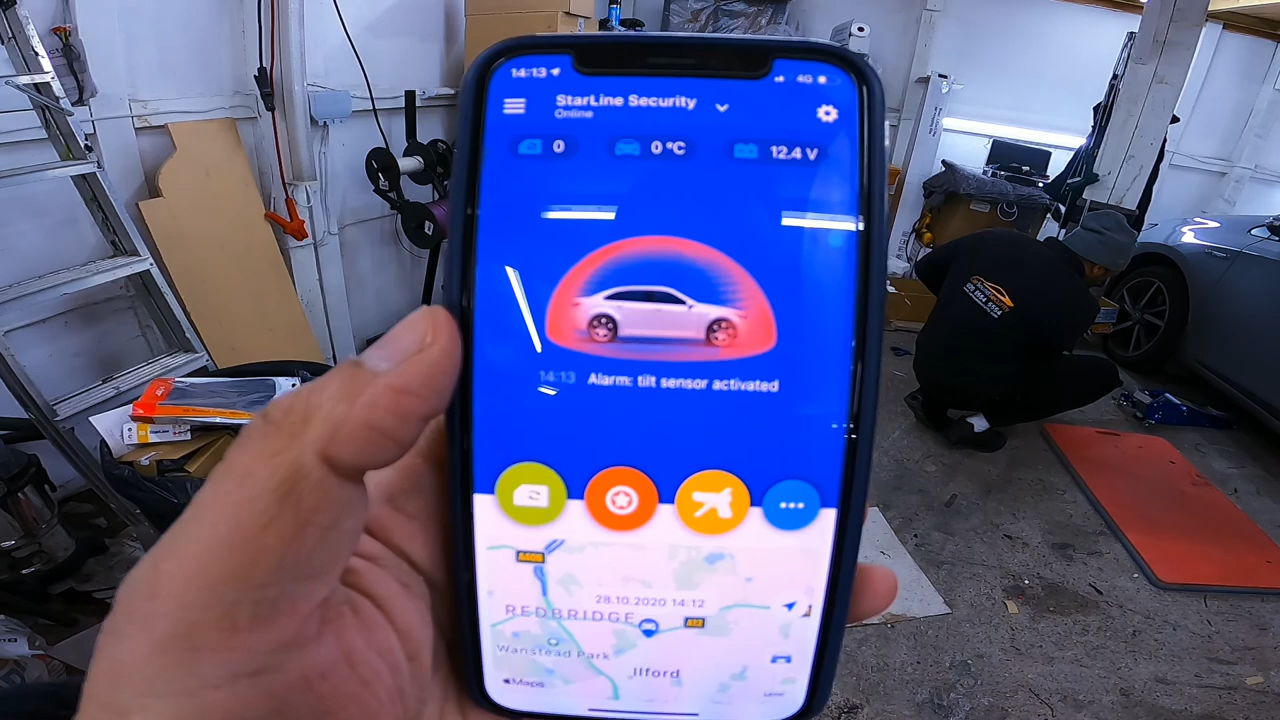 14:13
4G
StarLine Security
Online
0
0 °C
12.4 V
14:13 Alarm: tilt sensor activated
A406
28.10.2020 14:12
REDBRIDGE
A12
Wanstead Park
Ilford
Maps
Legal